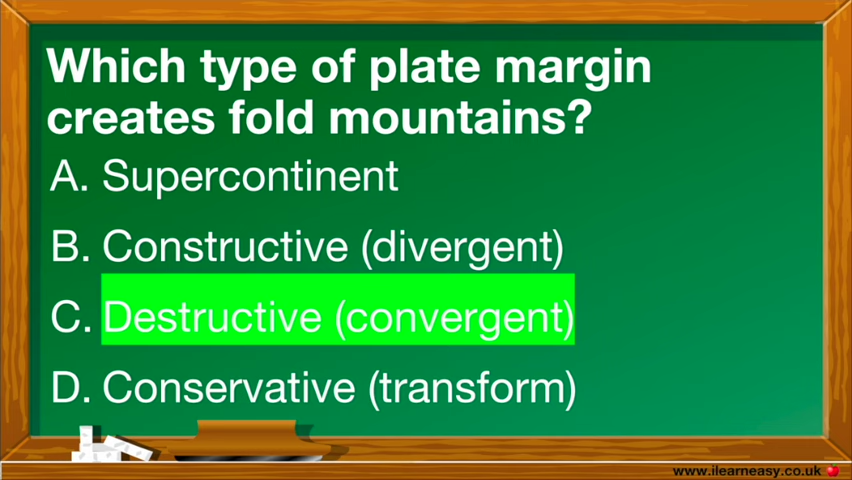 Which type of plate margin
creates fold mountains?
A. Supercontinent
B. Constructive (divergent)
C. Destructive (convergent)
D. Conservative (transform)
www.ilearneasy.co.uk